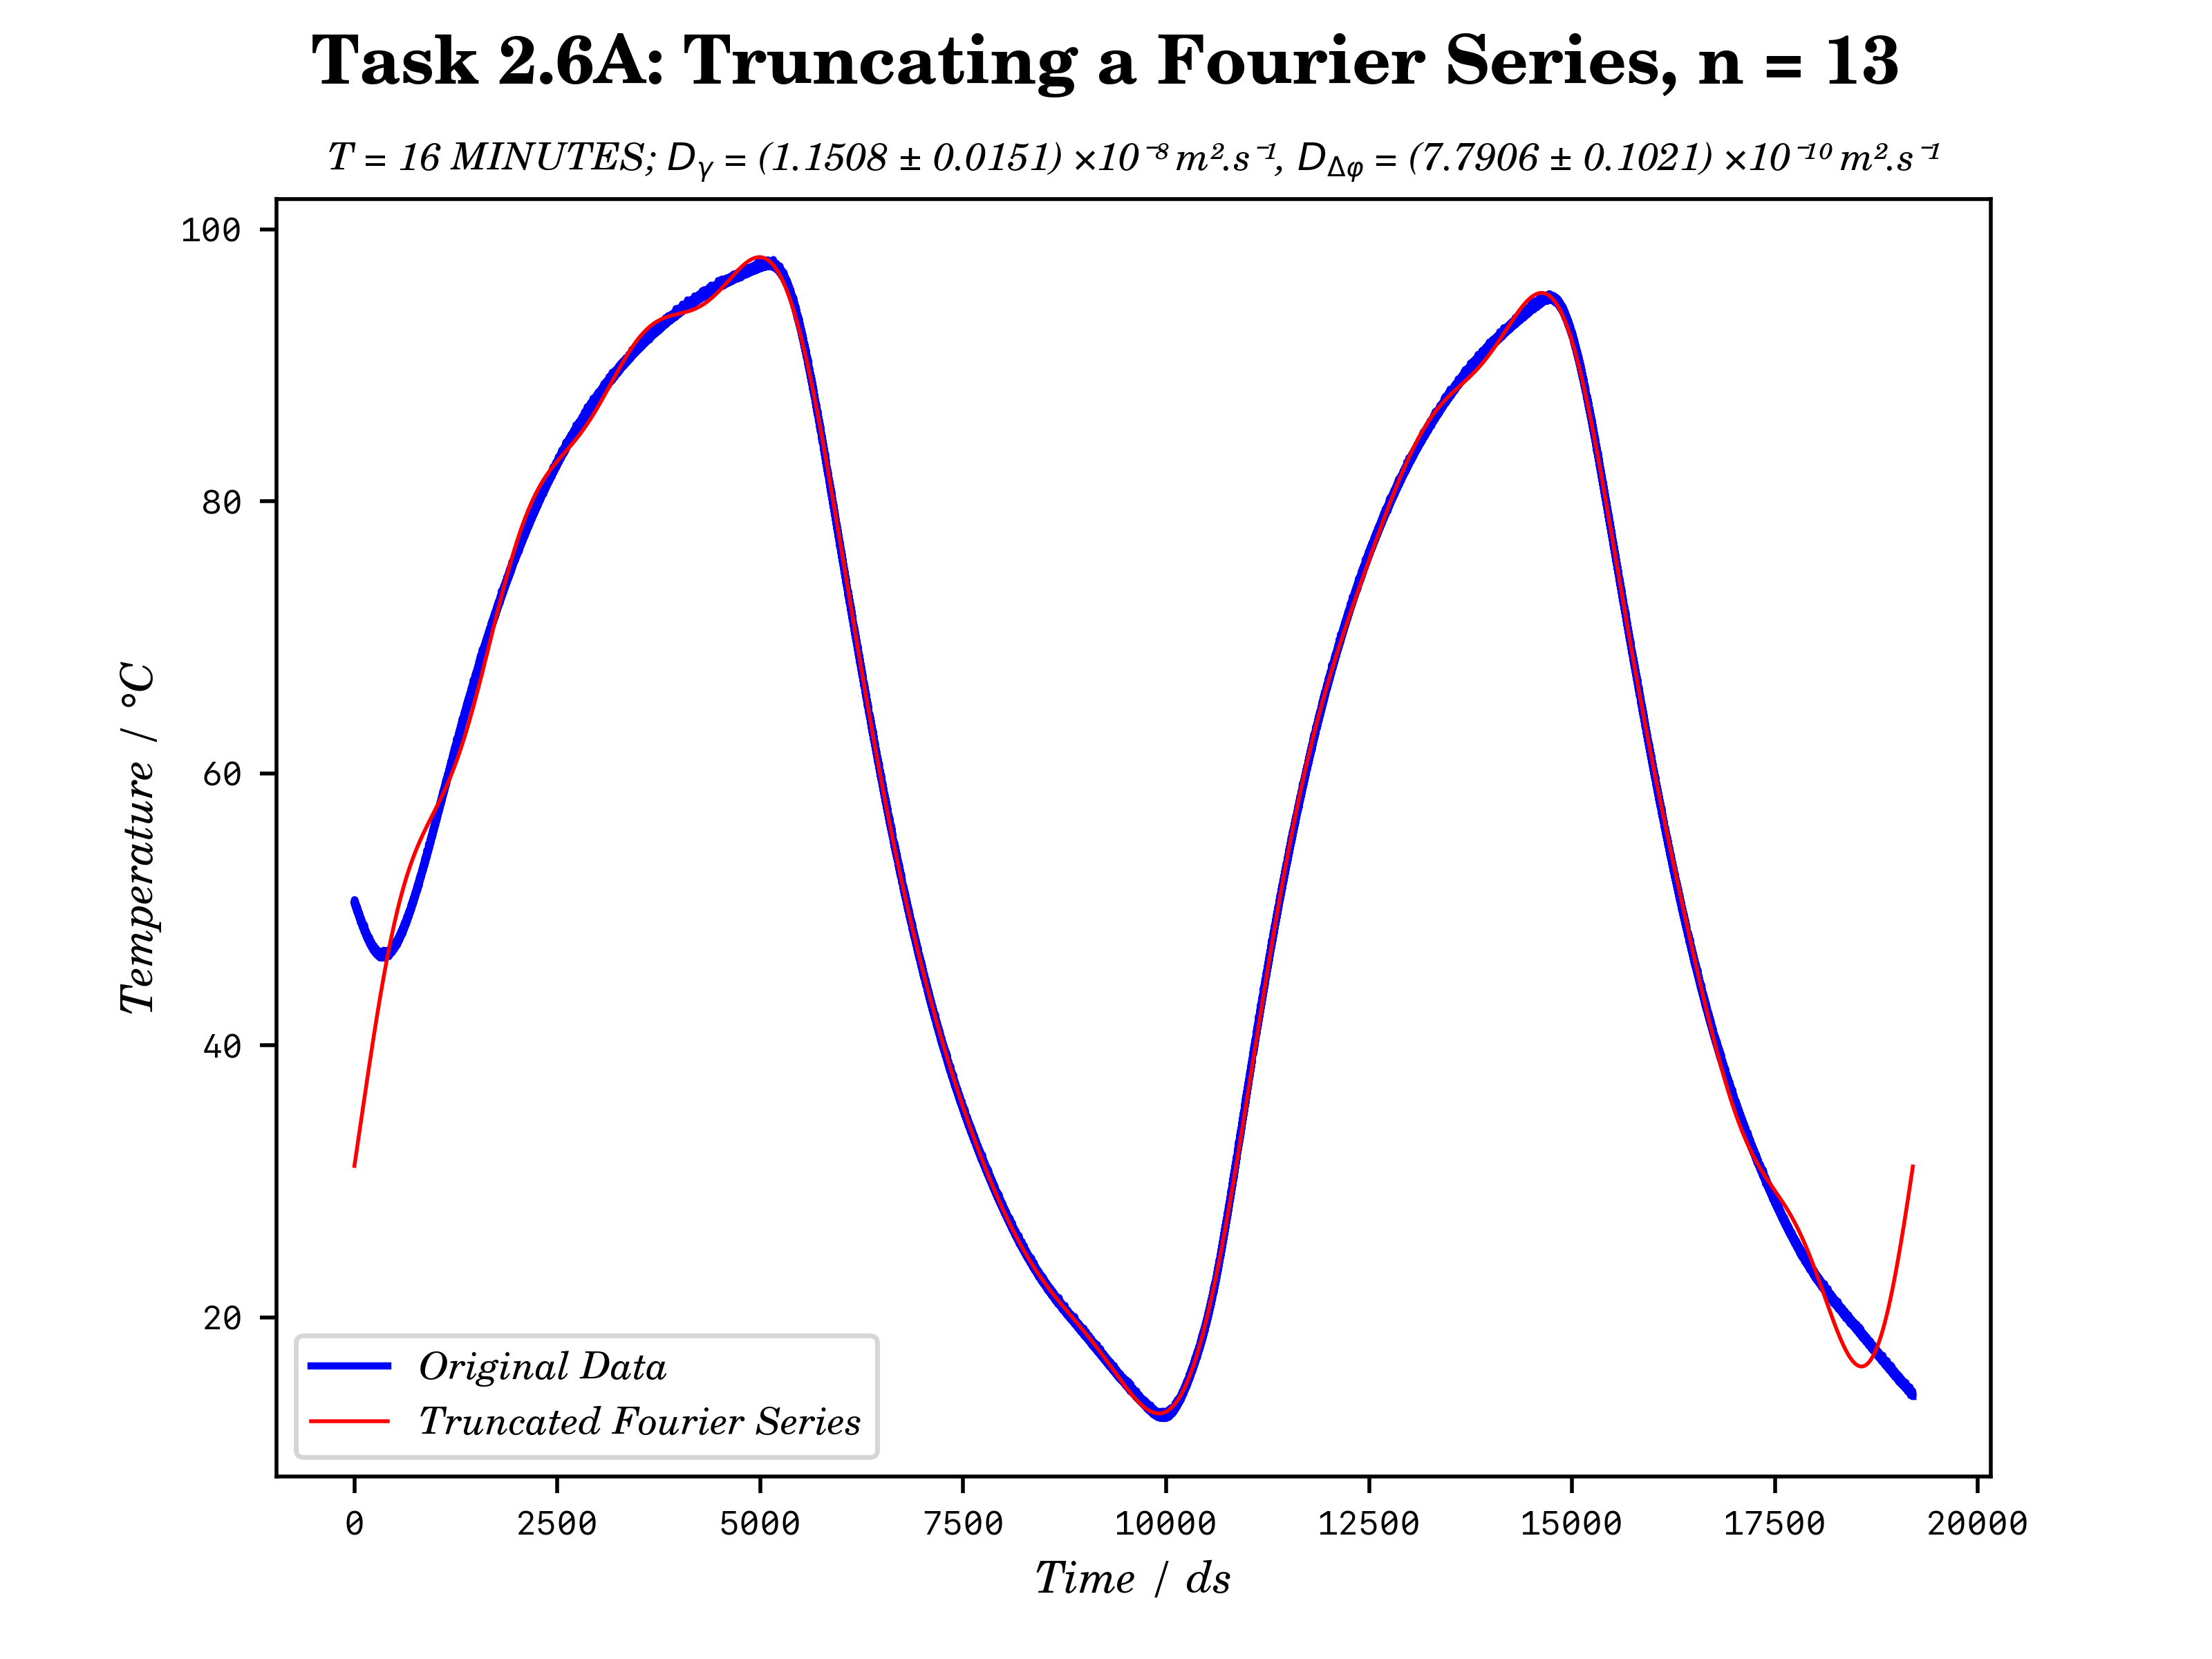 Task 2.6A: Truncating a Fourier Series, n = 13
T = 16 MINUTES; Dᵧ = (1.1508 ± 0.0151) ×10⁻⁸ m².s⁻¹, D_Δφ = (7.7906 ± 0.1021) ×10⁻¹⁰ m².s⁻¹
100
80
60
40
20
Temperature / °C
Original Data
Truncated Fourier Series
0 2500 5000 7500 10000 12500 15000 17500 20000
Time / ds